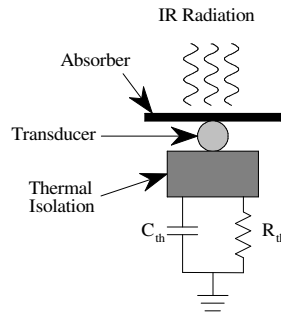 IR Radiation
Absorber
Transducer
Thermal
Isolation
C_th
R_th